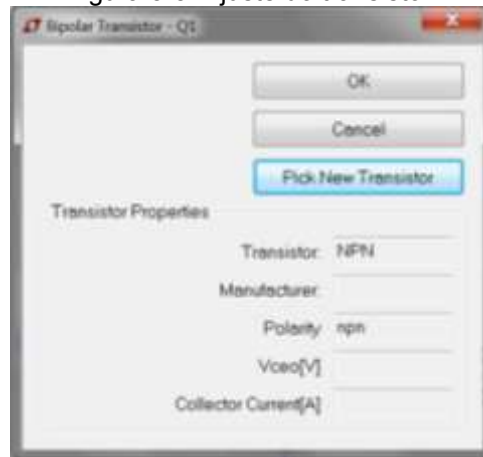 Bipolar Transistor - Q1
OK
Cancel
Pick New Transistor
Transistor Properties
Transistor: NPN
Manufacturer:
Polarity npn
Vceo[V]
Collector Current[A]